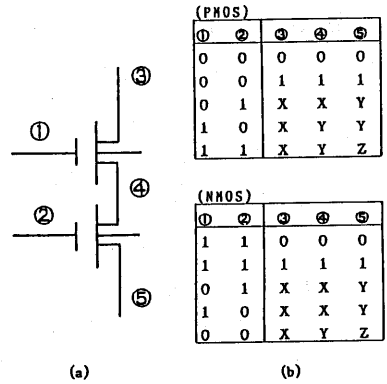 ③
①
④
②
⑤
(a)
(PMOS)
① ② ③ ④ ⑤
0 0 0 0 0
0 0 1 1 1
0 1 X X Y
1 0 X Y Y
1 1 X Y Z
(NMOS)
① ② ③ ④ ⑤
1 1 0 0 0
1 1 1 1 1
0 1 X X Y
1 0 X X Y
0 0 X Y Z
(b)